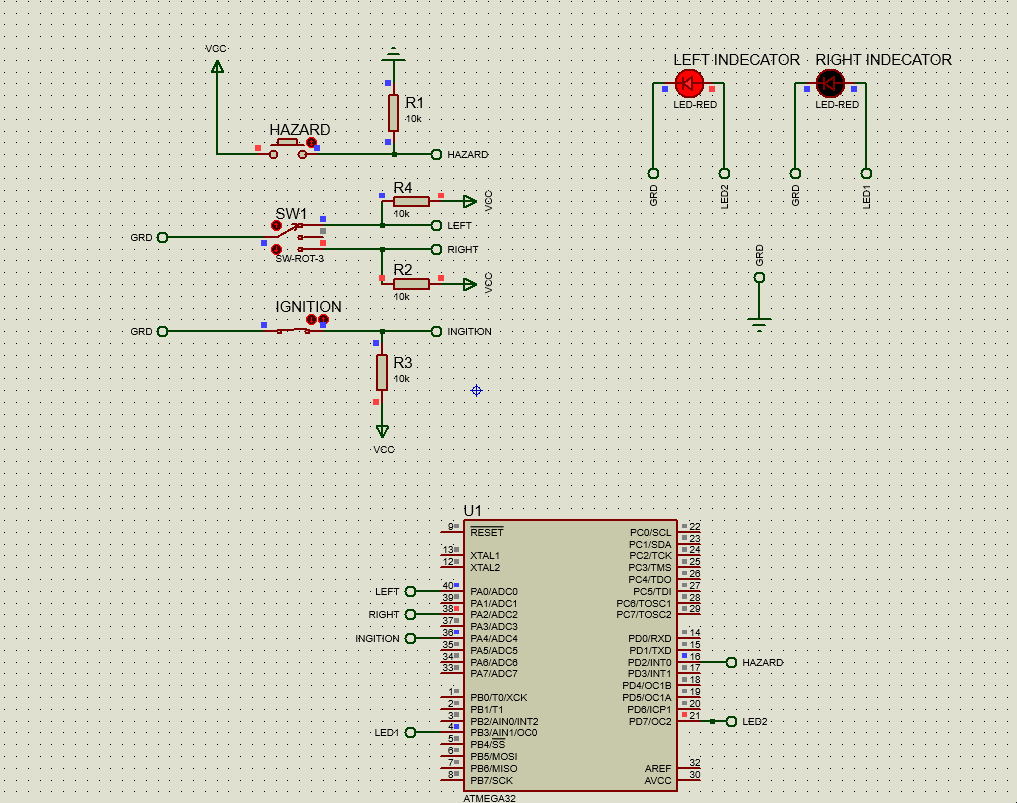 VCC
LEFT INDECATOR
RIGHT INDECATOR
R1
LED-RED
LED-RED
10k
HAZARD
HAZARD
R4
GRD
LED2
GRD
LED1
10k
VCC
SW1
LEFT
GRD
RIGHT
SW-ROT-3
R2
10k
VCC
GRD
IGNITION
GRD
INGITION
R3
10k
VCC
U1
9
RESET
13
XTAL1
12
XTAL2
LEFT
40
PA0/ADC0
39
PA1/ADC1
RIGHT
38
PA2/ADC2
37
PA3/ADC3
INGITION
36
PA4/ADC4
35
PA5/ADC5
34
PA6/ADC6
33
PA7/ADC7
1
PB0/T0/XCK
2
PB1/T1
3
PB2/AIN0/INT2
LED1
4
PB3/AIN1/OC0
5
PB4/SS
6
PB5/MOSI
7
PB6/MISO
8
PB7/SCK
PC0/SCL
22
PC1/SDA
23
PC2/TCK
24
PC3/TMS
25
PC4/TDO
26
PC5/TDI
27
PC6/TOSC1
28
PC7/TOSC2
29
PD0/RXD
14
PD1/TXD
15
PD2/INT0
16
HAZARD
PD3/INT1
17
PD4/OC1B
18
PD5/OC1A
19
PD6/ICP1
20
PD7/OC2
21
LED2
AREF
32
AVCC
30
ATMEGA32